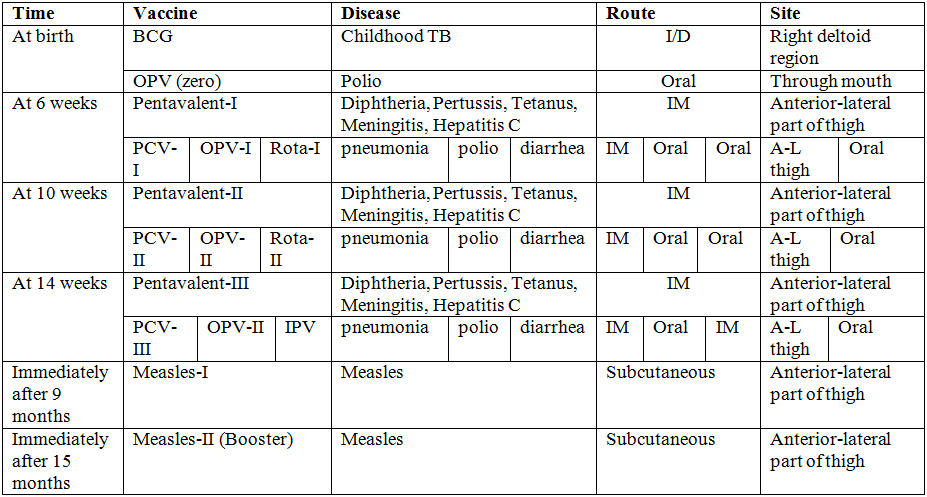 Time Vaccine Disease Route Site
At birth BCG Childhood TB I/D Right deltoid
region
OPV (zero) Polio Oral Through mouth
At 6 weeks Pentavalent-I Diphtheria, Pertussis, Tetanus, IM Anterior-lateral
Meningitis, Hepatitis C part of thigh
PCV- OPV-I Rota-I pneumonia polio diarrhea IM Oral Oral A-L Oral
I thigh
At 10 weeks Pentavalent-II Diphtheria, Pertussis, Tetanus, IM Anterior-lateral
Meningitis, Hepatitis C part of thigh
PCV- OPV- Rota- pneumonia polio diarrhea IM Oral Oral A-L Oral
II II II thigh
At 14 weeks Pentavalent-III Diphtheria, Pertussis, Tetanus, IM Anterior-lateral
Meningitis, Hepatitis C part of thigh
PCV- OPV-II IPV pneumonia polio diarrhea IM Oral IM A-L Oral
III thigh
Immediately Measles-I Measles Subcutaneous Anterior-lateral
after 9 part of thigh
months
Immediately Measles-II (Booster) Measles Subcutaneous Anterior-lateral
after 15 part of thigh
months